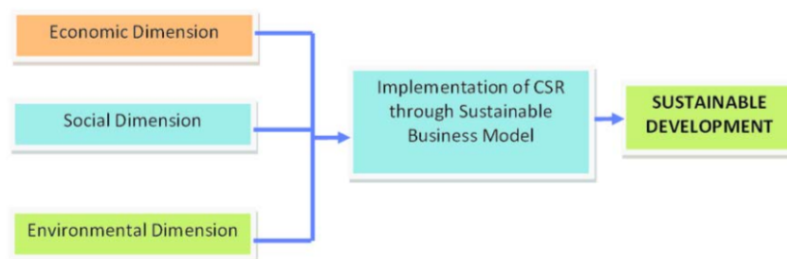 Economic Dimension
Social Dimension
Environmental Dimension
Implementation of CSR
through Sustainable
Business Model
SUSTAINABLE
DEVELOPMENT